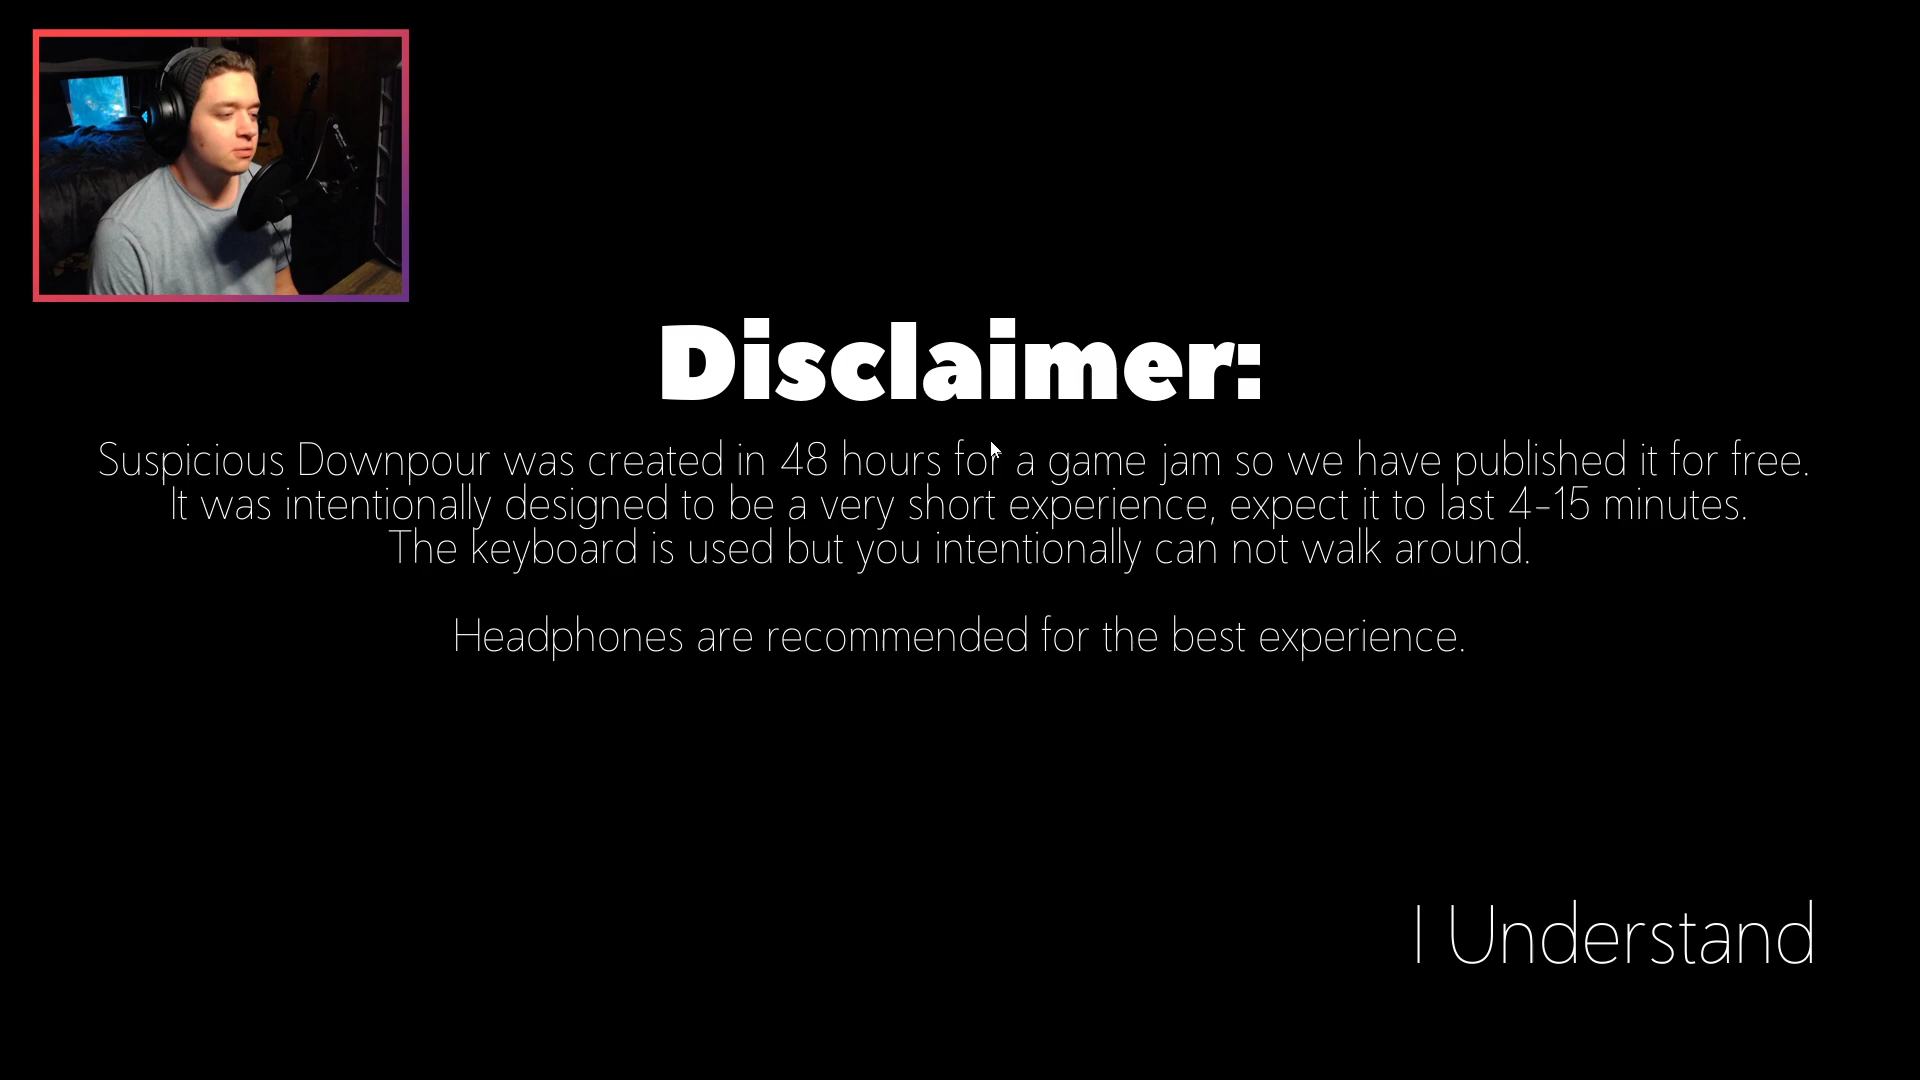 Disclaimer:
Suspicious Downpour was created in 48 hours for a game jam so we have published it for free.
It was intentionally designed to be a very short experience, expect it to last 4-15 minutes.
The keyboard is used but you intentionally can not walk around.
Headphones are recommended for the best experience.
I Understand